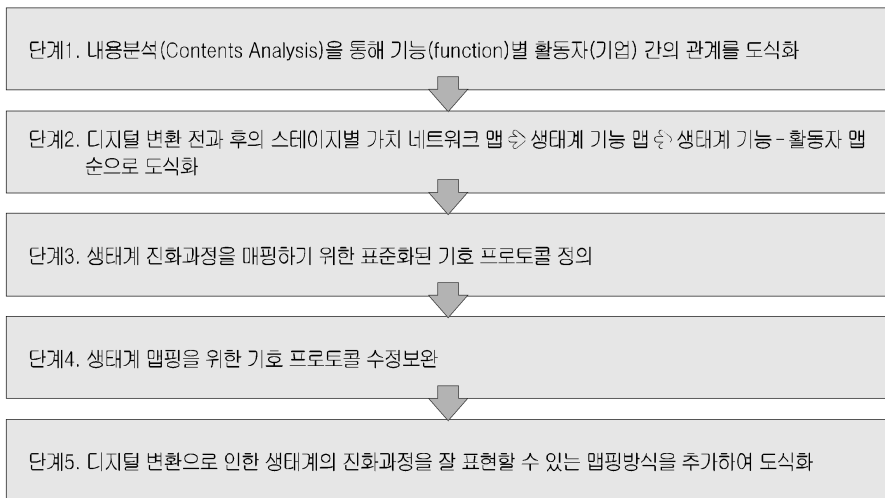 단계1. 내용분석(Contents Analysis)을 통해 기능(function)별 활동자(기업) 간의 관계를 도식화
단계2. 디지털 변환 전과 후의 스테이지별 가치 네트워크 맵 ➪ 생태계 기능 맵 ➪ 생태계 기능 - 활동자 맵
순으로 도식화
단계3. 생태계 진화과정을 매핑하기 위한 표준화된 기호 프로토콜 정의
단계4. 생태계 맵핑을 위한 기호 프로토콜 수정보완
단계5. 디지털 변환으로 인한 생태계의 진화과정을 잘 표현할 수 있는 맵핑방식을 추가하여 도식화